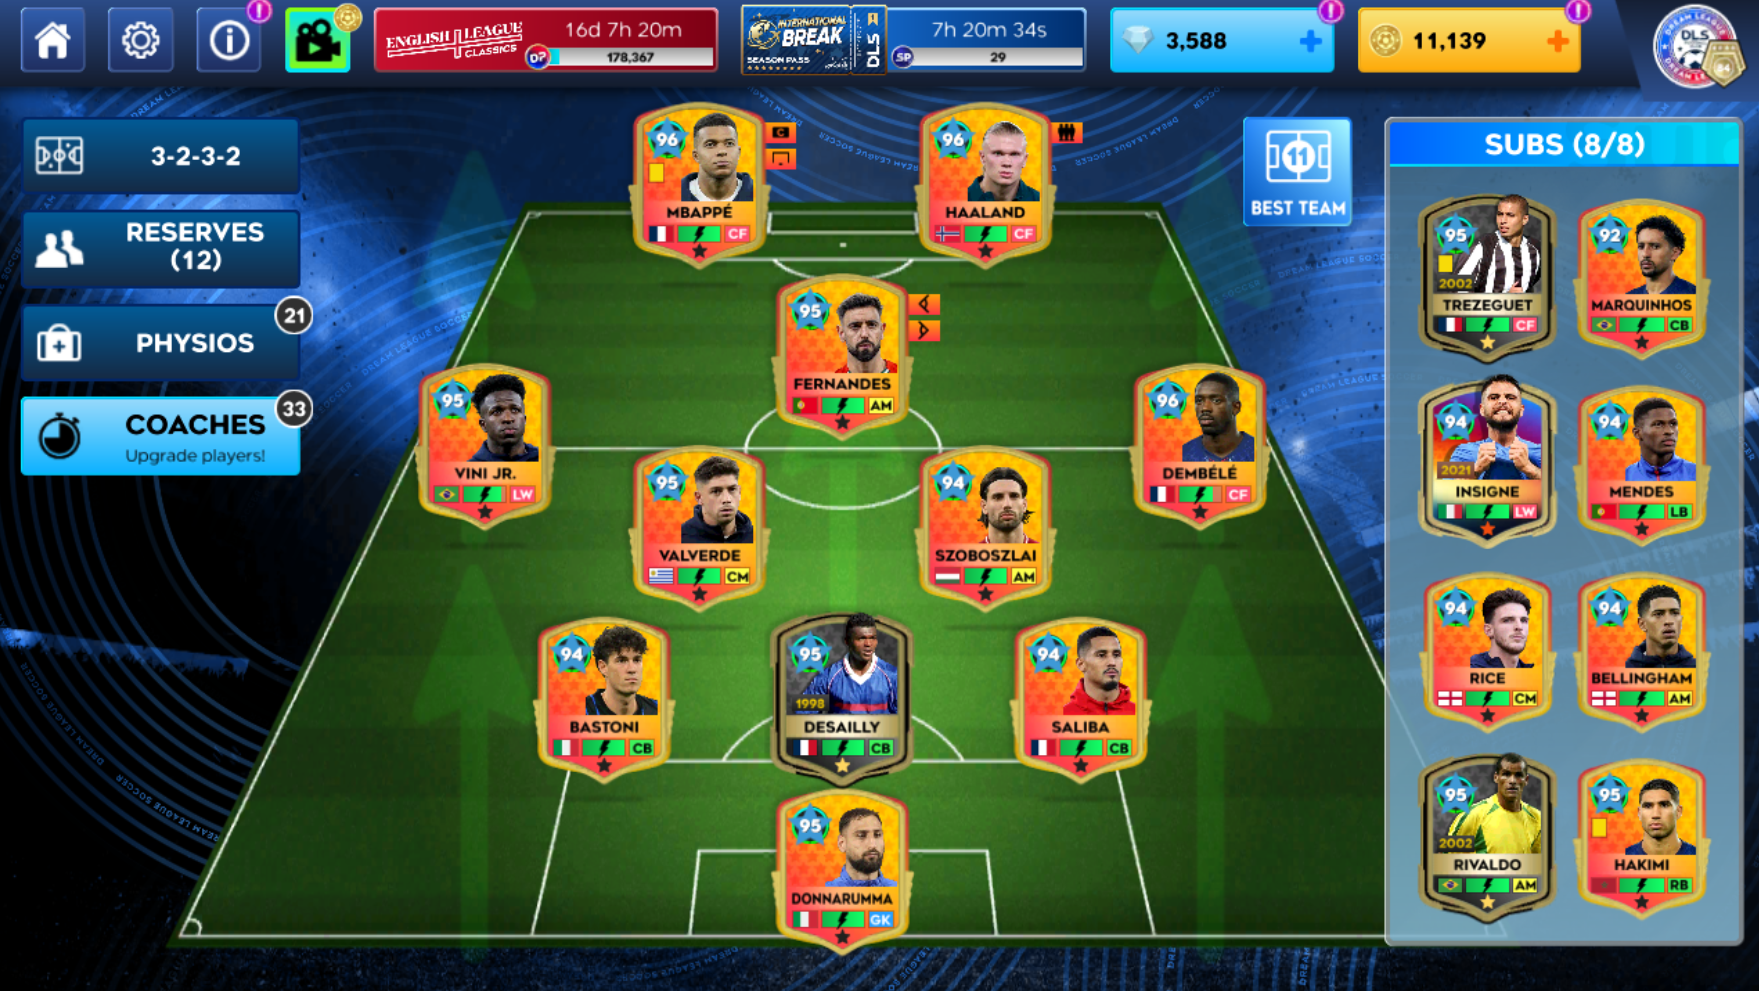 ENGLISH LEAGUE
CLASSICS
16d 7h 20m
DP
178,367
INTERNATIONAL
BREAK
SEASON PASS
DLS
7h 20m 34s
SP
29
3,588
+
11,139
+
DLS
84
3-2-3-2
RESERVES
(12)
PHYSIOS
21
COACHES
33
Upgrade players!
96
C
MBAPPÉ
CF
96
HAALAND
CF
11
BEST TEAM
95
FERNANDES
AM
95
VINI JR.
LW
96
DEMBÉLÉ
CF
95
VALVERDE
CM
94
SZOBOSZLAI
AM
94
BASTONI
CB
95
1998
DESAILLY
CB
94
SALIBA
CB
95
DONNARUMMA
GK
SUBS (8/8)
95
2002
TREZEGUET
CF
92
MARQUINHOS
CB
94
2021
INSIGNE
LW
94
MENDES
LB
94
RICE
CM
94
BELLINGHAM
AM
95
2002
RIVALDO
AM
95
HAKIMI
RB